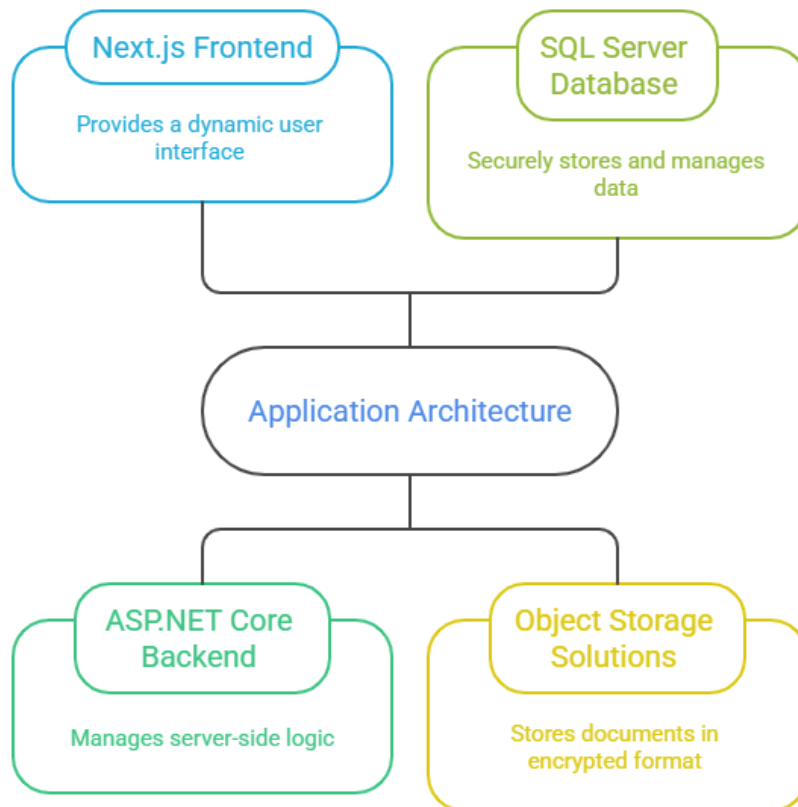 Next.js Frontend
Provides a dynamic user
interface
SQL Server
Database
Securely stores and manages
data
Application Architecture
ASP.NET Core
Backend
Manages server-side logic
Object Storage
Solutions
Stores documents in
encrypted format